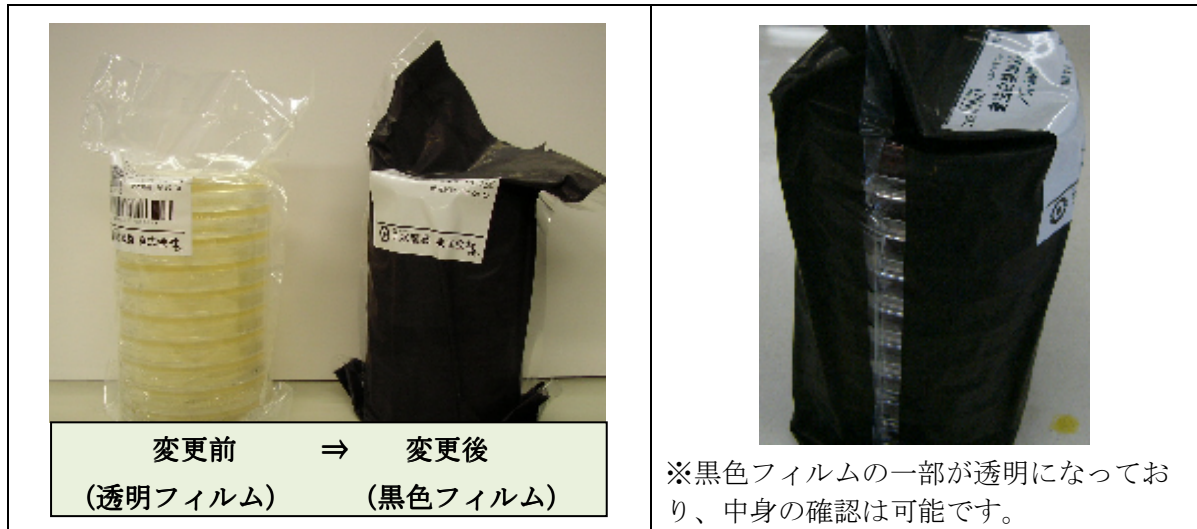 変更前 ⇒ 変更後
(透明フィルム) (黒色フィルム)
※黒色フィルムの一部が透明になってお
り、中身の確認は可能です。